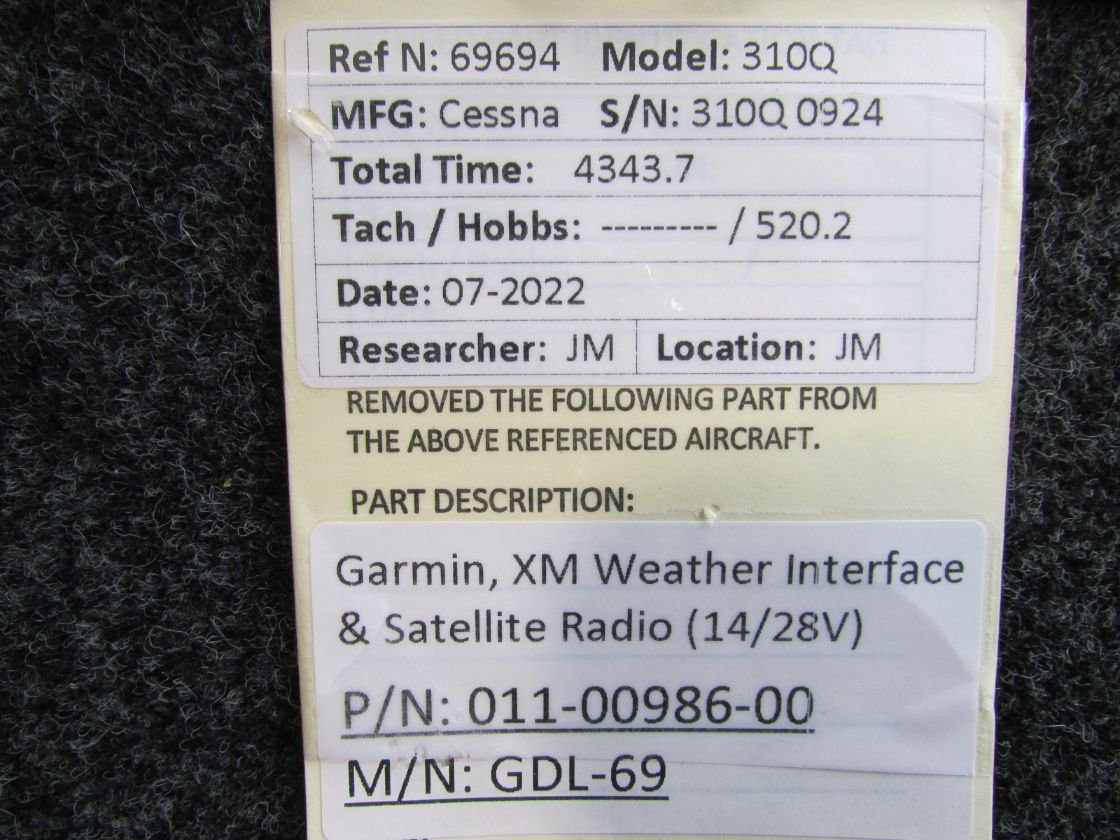 Ref N: 69694 Model: 310Q
MFG: Cessna S/N: 310Q 0924
Total Time: 4343.7
Tach / Hobbs: --------- / 520.2
Date: 07-2022
Researcher: JM Location: JM
REMOVED THE FOLLOWING PART FROM
THE ABOVE REFERENCED AIRCRAFT.
PART DESCRIPTION:
Garmin, XM Weather Interface
& Satellite Radio (14/28V)
P/N: 011-00986-00
M/N: GDL-69